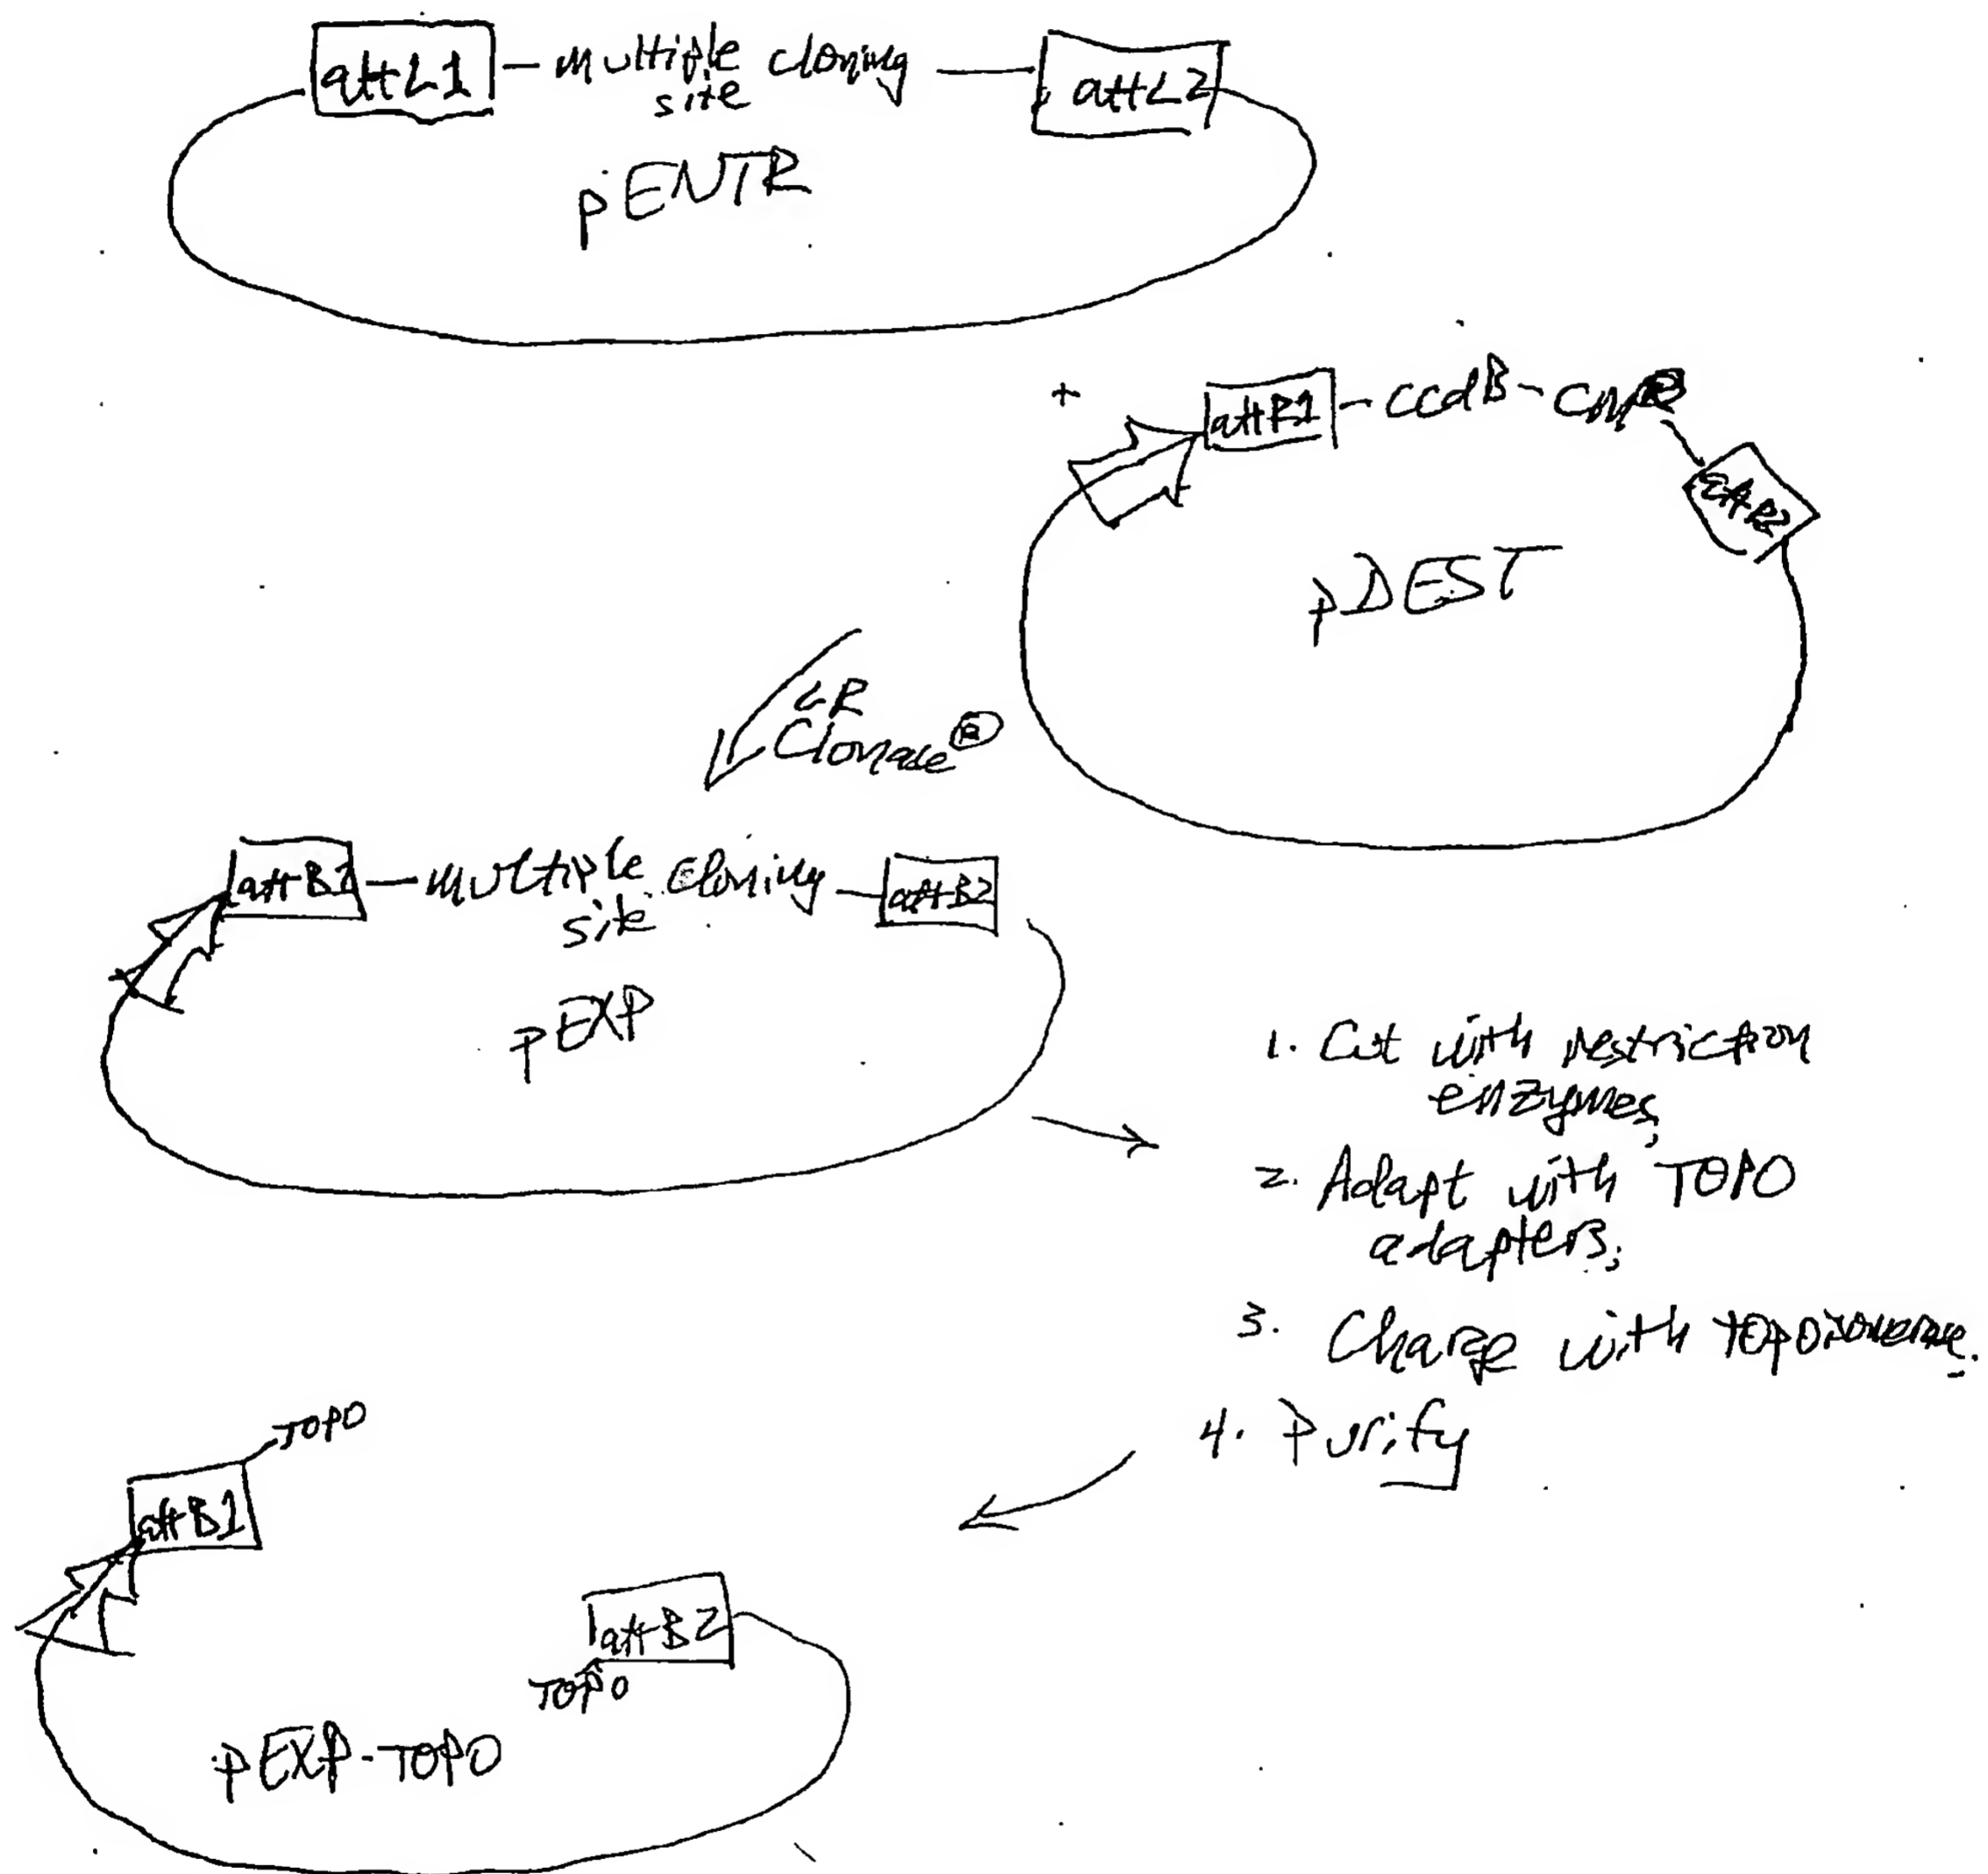 attL1 — multiple cloning — attL2
site
pENTR
+
attR1 - ccdB - CmR
attR2
pDEST
LR
Clonase®
attB1 — multiple cloning — attB2
site
pEXP
1. Cut with restriction
enzymes;
2. Adapt with TOPO
adapters;
3. Charge with topoisomerase.
4. Purify
TOPO
attB1
attB2
TOPO
pEXP-TOPO